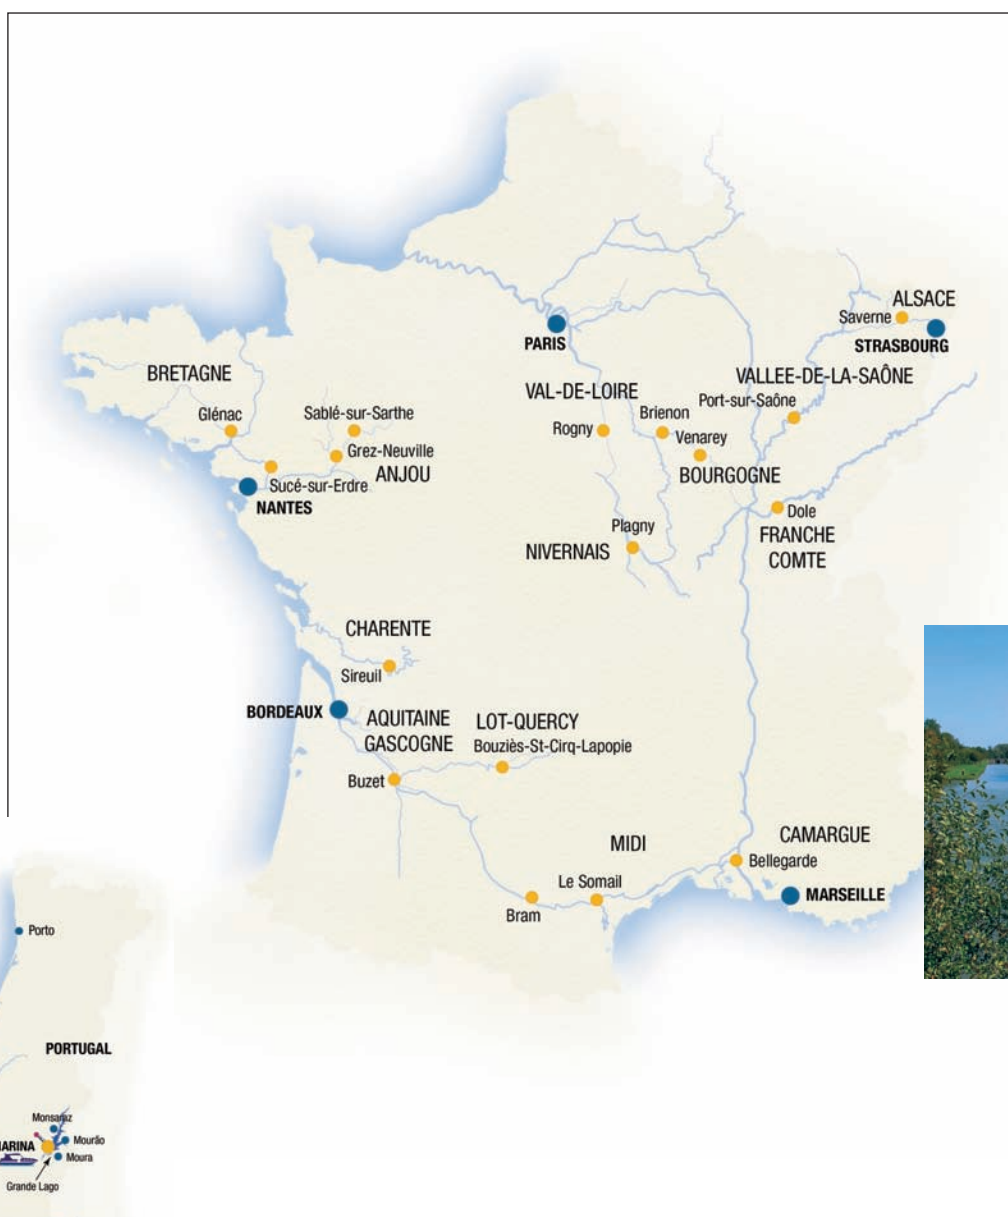 ALSACE
Saverne
STRASBOURG
PARIS
BRETAGNE
VALLEE-DE-LA-SAÔNE
VAL-DE-LOIRE
Port-sur-Saône
Glénac
Sablé-sur-Sarthe
Brienon
Rogny
Venarey
Grez-Neuville
ANJOU
BOURGOGNE
Sucé-sur-Erdre
NANTES
Dole
Plagny
FRANCHE
COMTE
NIVERNAIS
CHARENTE
Sireuil
BORDEAUX
AQUITAINE
GASCOGNE
LOT-QUERCY
Bouziès-St-Cirq-Lapopie
Buzet
CAMARGUE
MIDI
Bellegarde
Le Somail
MARSEILLE
Bram
Porto
PORTUGAL
Monsaraz
Mourão
Moura
Grande Lago